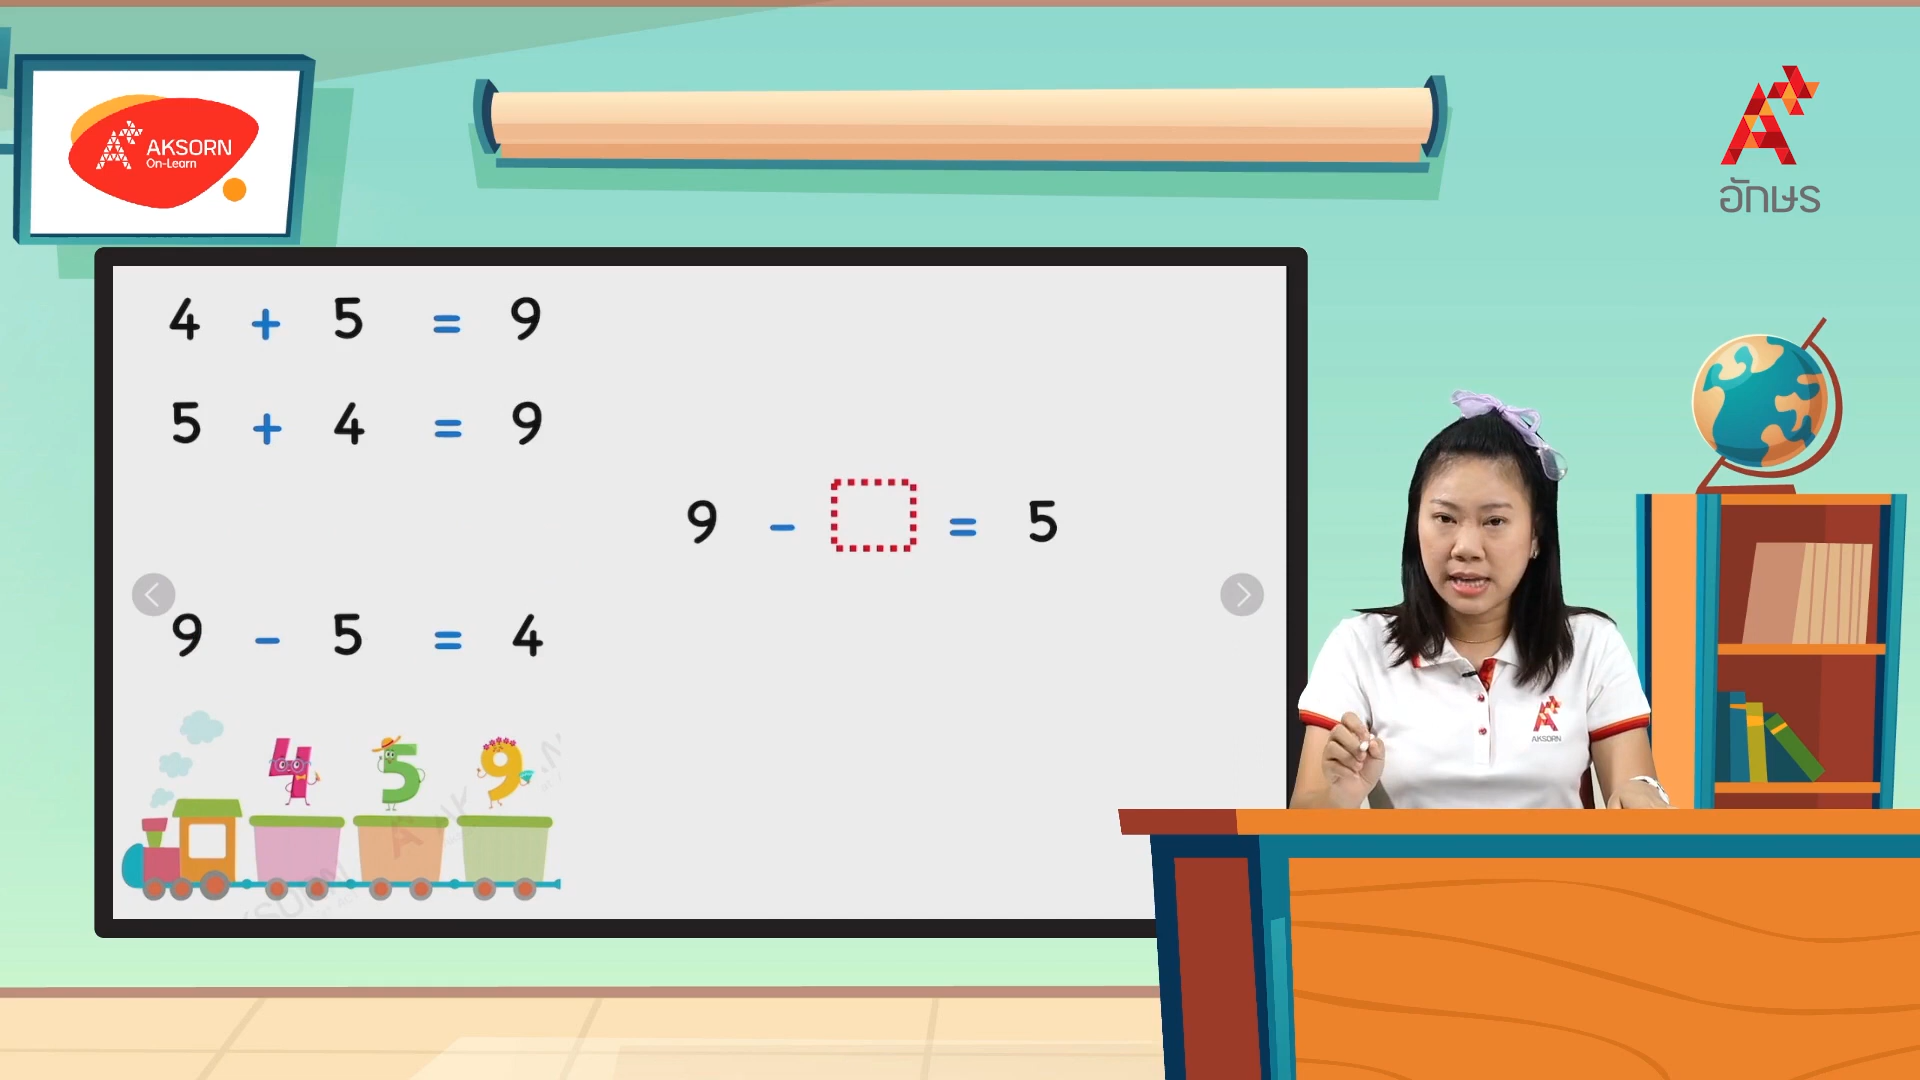 AKSORN
On-Learn
อักษร
4 + 5 = 9
5 + 4 = 9
9 - = 5
9 - 5 = 4
4 5 9
AKSORN